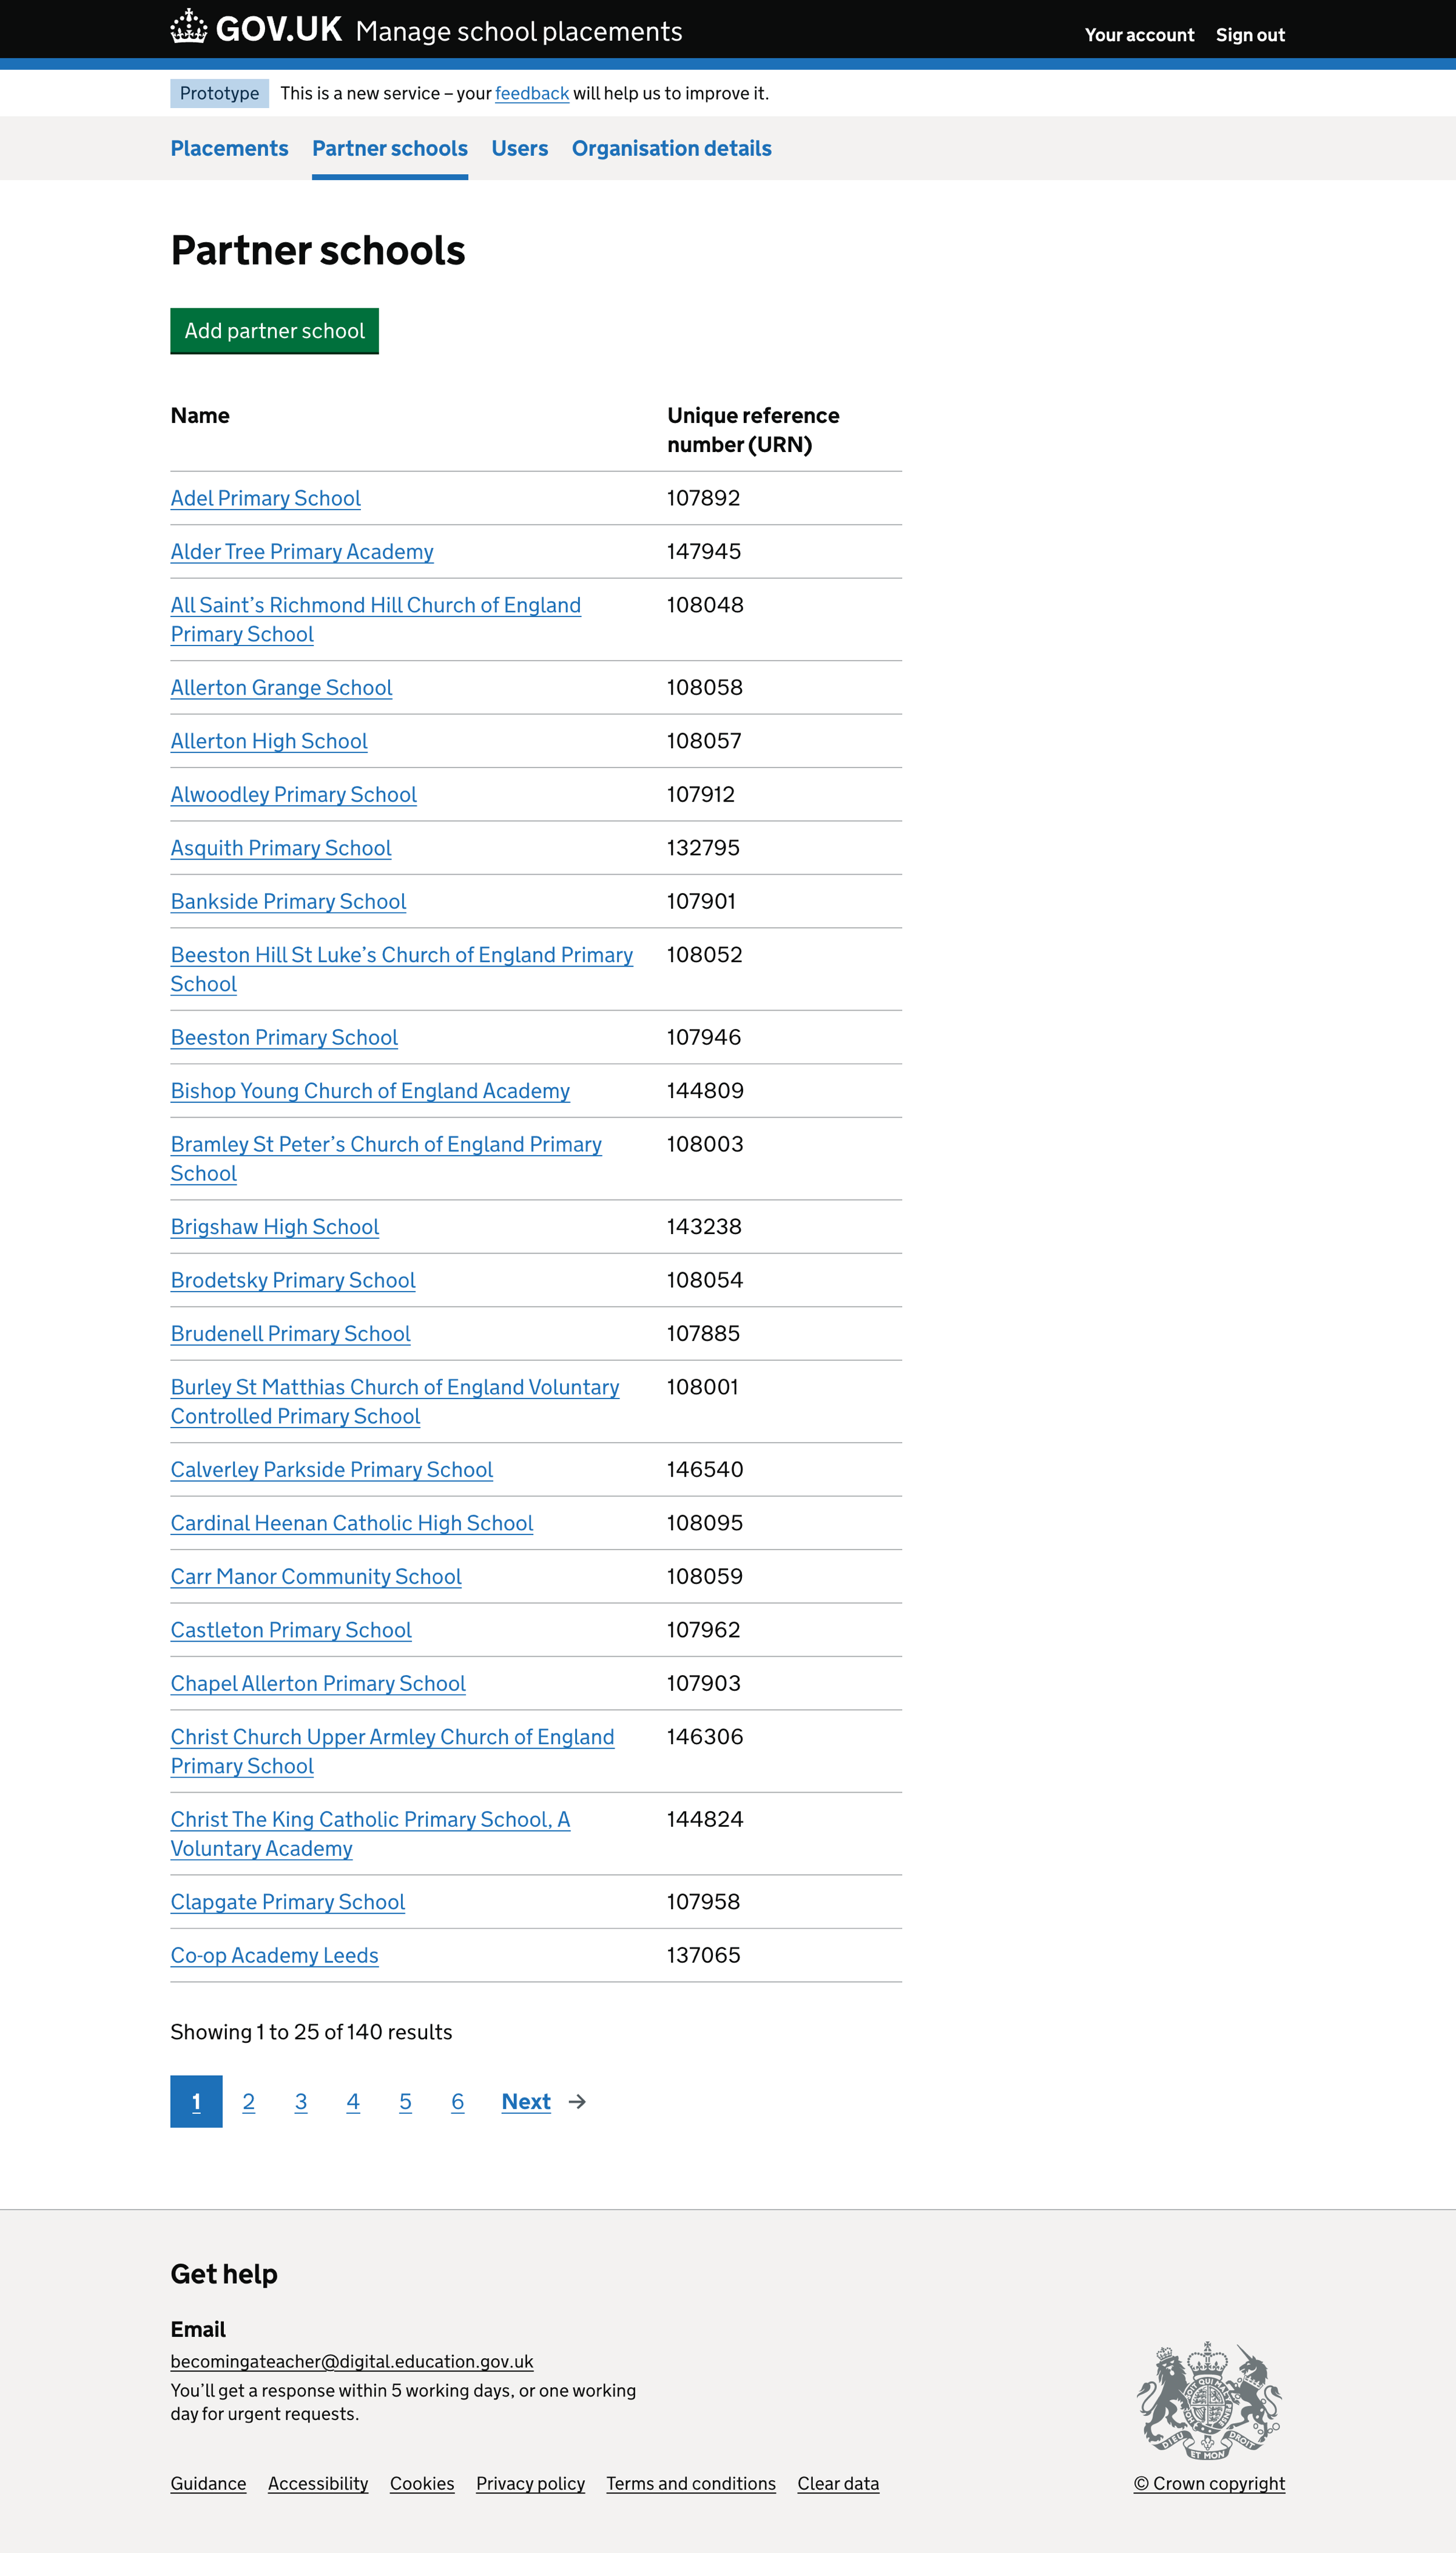 GOV.UK Manage school placements
Your account Sign out
Prototype This is a new service – your feedback will help us to improve it.
Placements Partner schools Users Organisation details
Partner schools
Add partner school
Name Unique reference
number (URN)
Adel Primary School 107892
Alder Tree Primary Academy 147945
All Saint’s Richmond Hill Church of England 108048
Primary School
Allerton Grange School 108058
Allerton High School 108057
Alwoodley Primary School 107912
Asquith Primary School 132795
Bankside Primary School 107901
Beeston Hill St Luke’s Church of England Primary 108052
School
Beeston Primary School 107946
Bishop Young Church of England Academy 144809
Bramley St Peter’s Church of England Primary 108003
School
Brigshaw High School 143238
Brodetsky Primary School 108054
Brudenell Primary School 107885
Burley St Matthias Church of England Voluntary 108001
Controlled Primary School
Calverley Parkside Primary School 146540
Cardinal Heenan Catholic High School 108095
Carr Manor Community School 108059
Castleton Primary School 107962
Chapel Allerton Primary School 107903
Christ Church Upper Armley Church of England 146306
Primary School
Christ The King Catholic Primary School, A 144824
Voluntary Academy
Clapgate Primary School 107958
Co-op Academy Leeds 137065
Showing 1 to 25 of 140 results
1 2 3 4 5 6 Next →
Get help
Email
becomingateacher@digital.education.gov.uk
You’ll get a response within 5 working days, or one working
day for urgent requests.
DIEU ET MON DROIT
Guidance Accessibility Cookies Privacy policy Terms and conditions Clear data
© Crown copyright